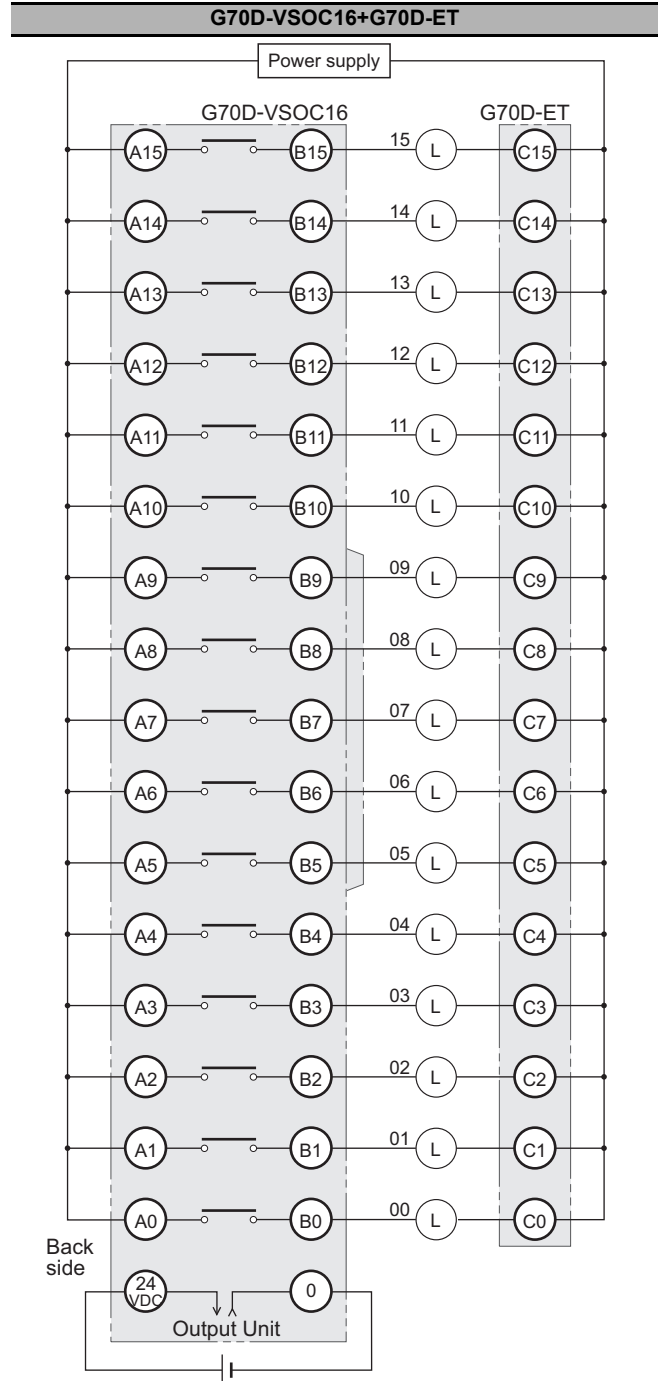 G70D-VSOC16+G70D-ET
Power supply
G70D-VSOC16 G70D-ET
A15 B15 15 L C15
A14 B14 14 L C14
A13 B13 13 L C13
A12 B12 12 L C12
A11 B11 11 L C11
A10 B10 10 L C10
A9 B9 09 L C9
A8 B8 08 L C8
A7 B7 07 L C7
A6 B6 06 L C6
A5 B5 05 L C5
A4 B4 04 L C4
A3 B3 03 L C3
A2 B2 02 L C2
A1 B1 01 L C1
A0 B0 00 L C0
Back
side
24
VDC 0
Output Unit